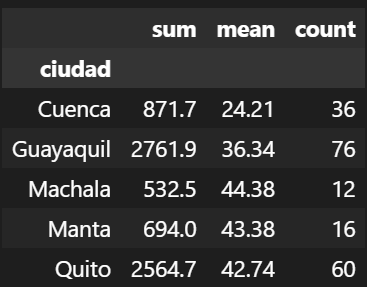 sum mean count
ciudad
Cuenca 871.7 24.21 36
Guayaquil 2761.9 36.34 76
Machala 532.5 44.38 12
Manta 694.0 43.38 16
Quito 2564.7 42.74 60